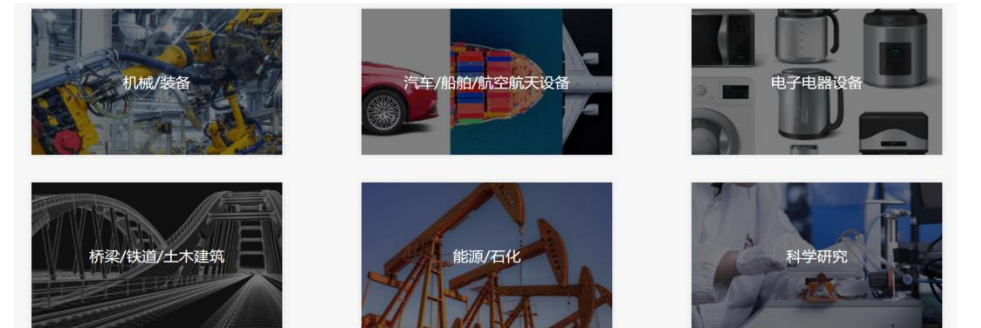 机械/装备
汽车/船舶/航空航天设备
电子电器设备
桥梁/铁道/土木建筑
能源/石化
科学研究